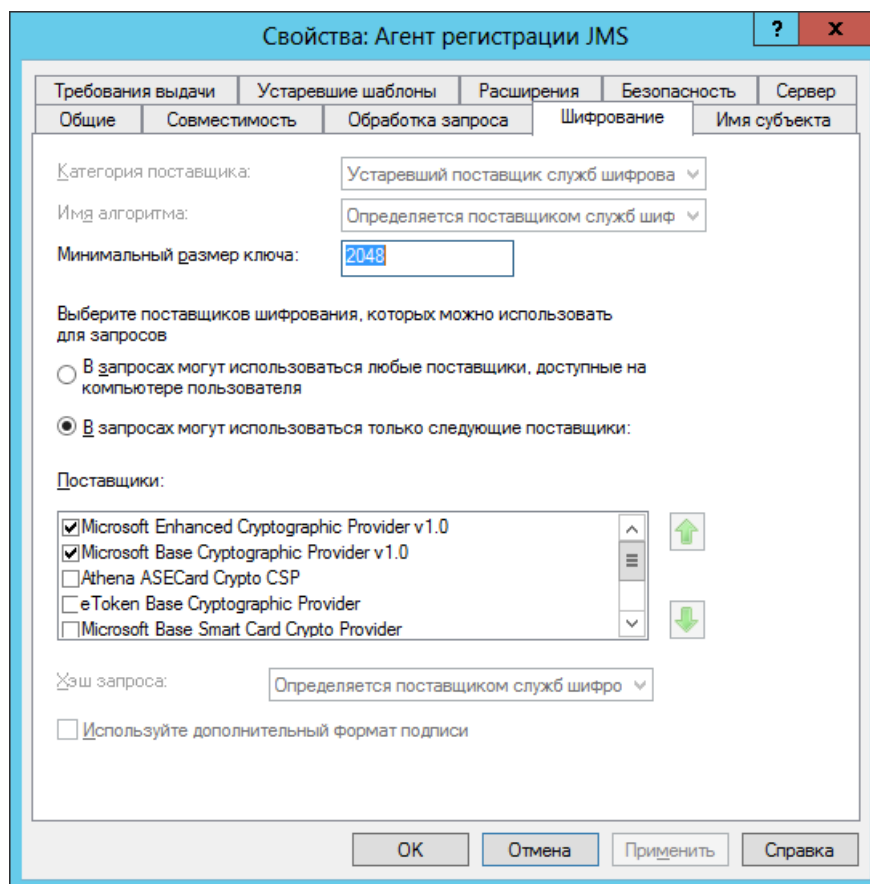 Свойства: Агент регистрации JMS
? x
Требования выдачи Устаревшие шаблоны Расширения Безопасность Сервер
Общие Совместимость Обработка запроса Шифрование Имя субъекта
Категория поставщика: Устаревший поставщик служб шифрова
Имя алгоритма: Определяется поставщиком служб шиф
Минимальный размер ключа: 2048
Выберите поставщиков шифрования, которых можно использовать
для запросов
В запросах могут использоваться любые поставщики, доступные на
компьютере пользователя
В запросах могут использоваться только следующие поставщики:
Поставщики:
Microsoft Enhanced Cryptographic Provider v1.0
Microsoft Base Cryptographic Provider v1.0
Athena ASECard Crypto CSP
eToken Base Cryptographic Provider
Microsoft Base Smart Card Crypto Provider
Хэш запроса: Определяется поставщиком служб шифро
Используйте дополнительный формат подписи
OK Отмена Применить Справка